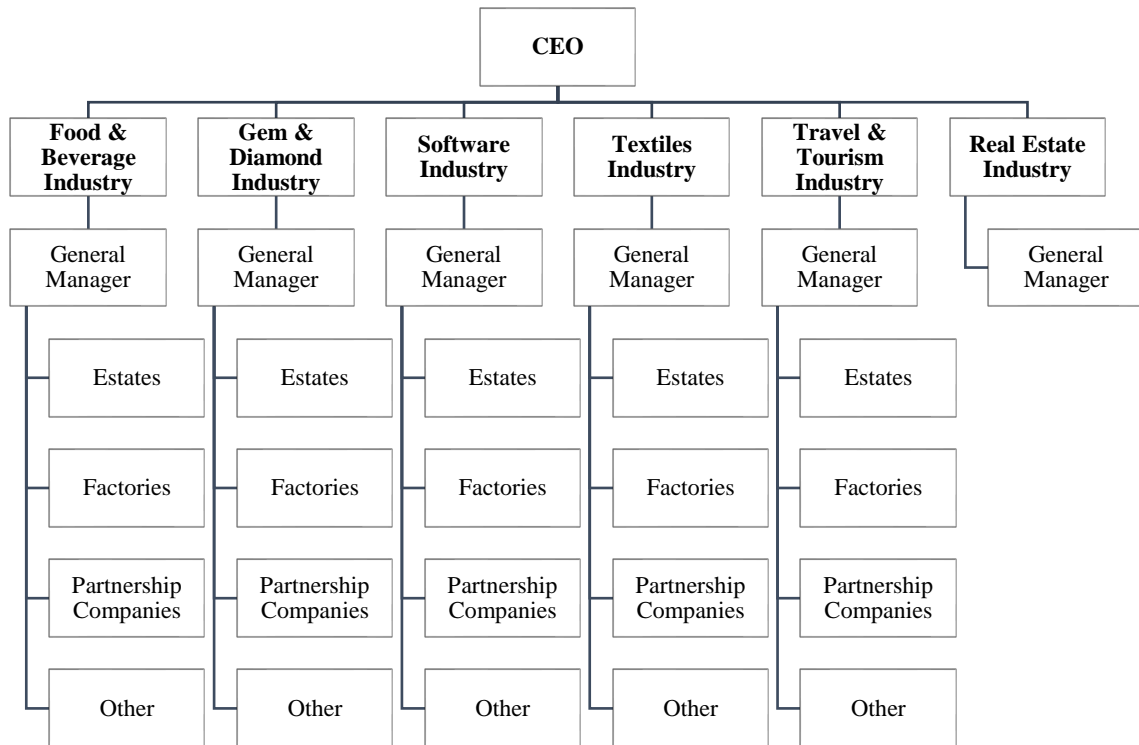 CEO
Food &
Beverage
Industry
Gem &
Diamond
Industry
Software
Industry
Textiles
Industry
Travel &
Tourism
Industry
Real Estate
Industry
General
Manager
General
Manager
General
Manager
General
Manager
General
Manager
General
Manager
Estates
Estates
Estates
Estates
Estates
Factories
Factories
Factories
Factories
Factories
Partnership
Companies
Partnership
Companies
Partnership
Companies
Partnership
Companies
Partnership
Companies
Other
Other
Other
Other
Other